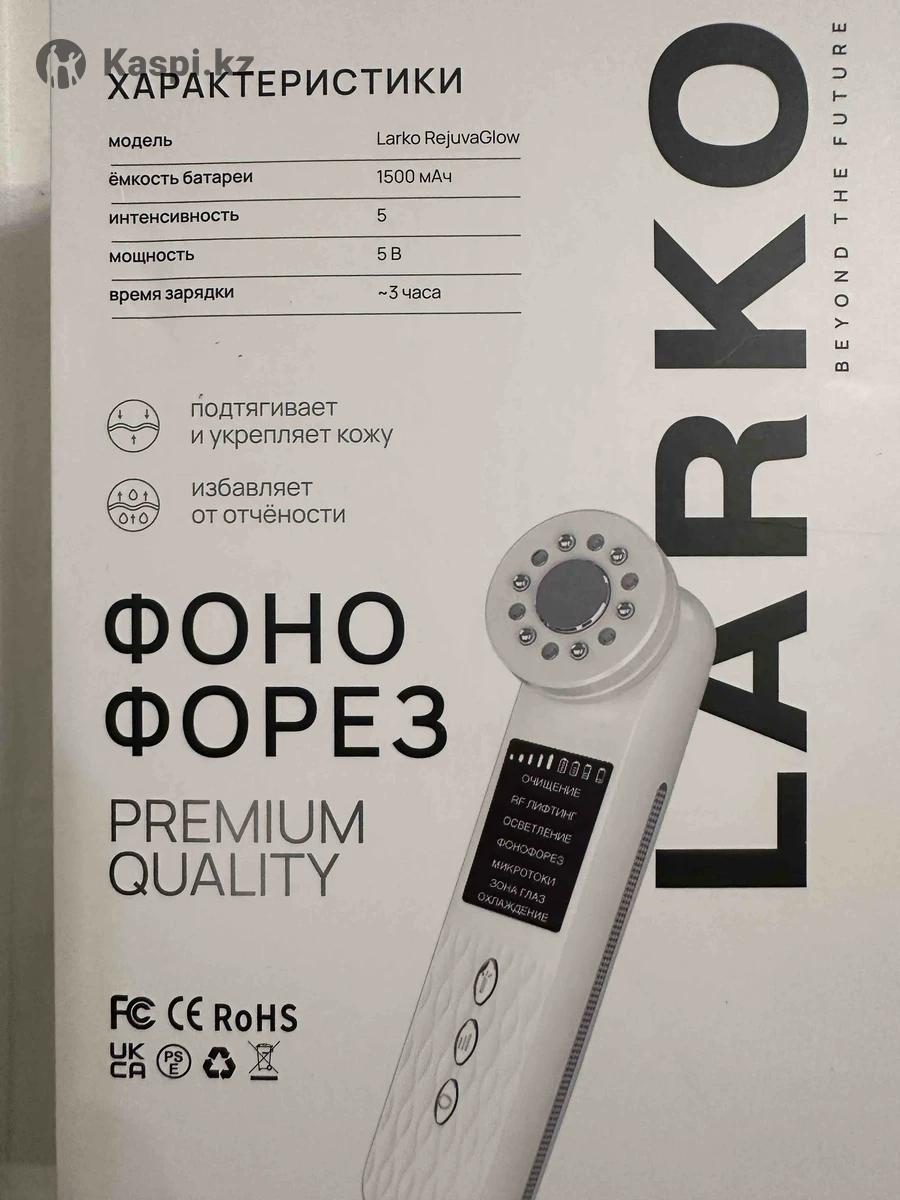 Kaspi.kz
ХАРАКТЕРИСТИКИ
модель Larko RejuvaGlow
ёмкость батареи 1500 мАч
интенсивность 5
мощность 5 В
время зарядки ~3 часа
подтягивает
и укрепляет кожу
избавляет
от отчёности
ФОНО
ФОРЕЗ
PREMIUM
QUALITY
FC CE RoHS
UK
CA
PS
E
LARKO
BEYOND THE FUTURE
ОЧИЩЕНИЕ
RF ЛИФТИНГ
ОСВЕТЛЕНИЕ
ФОНОФОРЕЗ
МИКРОТОКИ
ЗОНА ГЛАЗ
ОХЛАЖДЕНИЕ